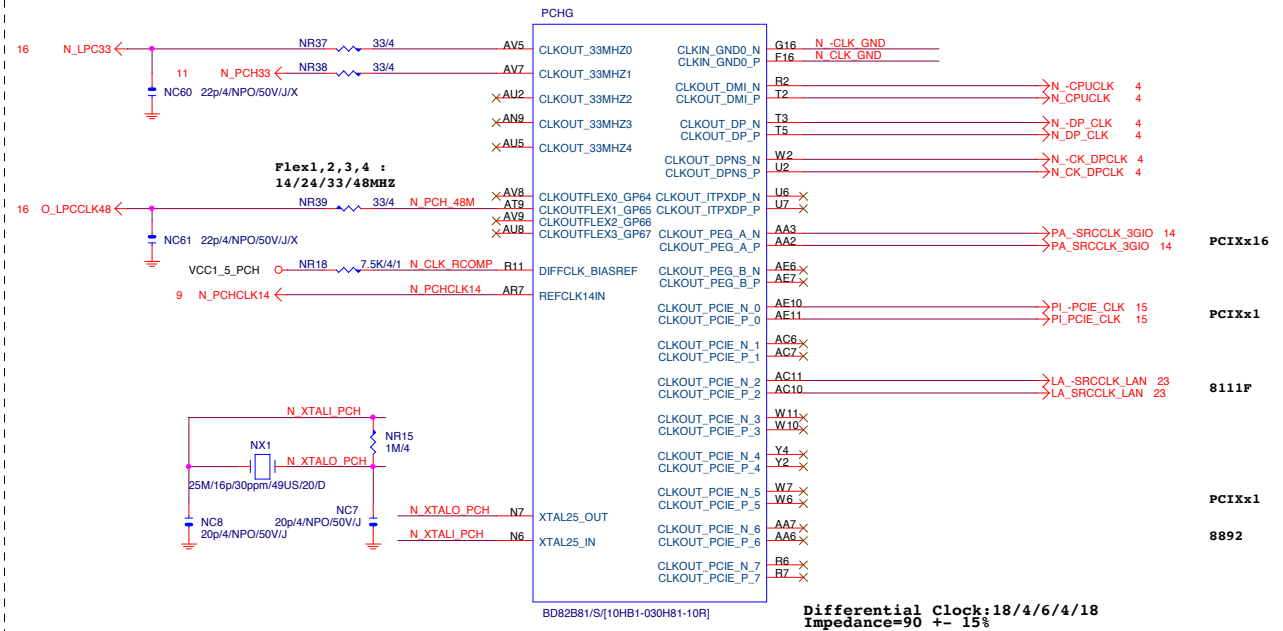 PCHG
16 N_LPC33
NR37 33/4 AV5 CLKOUT_33MHZ0
11 N_PCH33 NR38 33/4 AV7 CLKOUT_33MHZ1
NC60 22p/4/NPO/50V/J/X
AU2 CLKOUT_33MHZ2
AN9 CLKOUT_33MHZ3
AU5 CLKOUT_33MHZ4
Flex1,2,3,4 :
14/24/33/48MHZ
AV8 CLKOUTFLEX0_GP64
16 O_LPCCLK48 NR39 33/4 N_PCH_48M AT9 CLKOUTFLEX1_GP65
AV9 CLKOUTFLEX2_GP66
AU8 CLKOUTFLEX3_GP67
NC61 22p/4/NPO/50V/J/X
VCC1_5_PCH NR18 7.5K/4/1 N_CLK_RCOMP R11 DIFFCLK_BIASREF
9 N_PCHCLK14 N_PCHCLK14 AR7 REFCLK14IN
N_XTALI_PCH
NR15
1M/4
NX1
N_XTALO_PCH
25M/16p/30ppm/49US/20/D
NC8
20p/4/NPO/50V/J
NC7
20p/4/NPO/50V/J
N_XTALO_PCH N7 XTAL25_OUT
N_XTALI_PCH N6 XTAL25_IN
CLKIN_GND0_N G16 N_-CLK_GND
CLKIN_GND0_P F16 N_CLK_GND
CLKOUT_DMI_N R2 N_-CPUCLK 4
CLKOUT_DMI_P T2 N_CPUCLK 4
CLKOUT_DP_N T3 N_-DP_CLK 4
CLKOUT_DP_P T5 N_DP_CLK 4
CLKOUT_DPNS_N W2 N_-CK_DPCLK 4
CLKOUT_DPNS_P U2 N_CK_DPCLK 4
CLKOUT_ITPXDP_N U6
CLKOUT_ITPXDP_P U7
CLKOUT_PEG_A_N AA3 PA_-SRCCLK_3GIO 14
CLKOUT_PEG_A_P AA2 PA_SRCCLK_3GIO 14
PCIXx16
CLKOUT_PEG_B_N AE6
CLKOUT_PEG_B_P AE7
CLKOUT_PCIE_N_0 AE10 PI_-PCIE_CLK 15
CLKOUT_PCIE_P_0 AE11 PI_PCIE_CLK 15
PCIXx1
CLKOUT_PCIE_N_1 AC6
CLKOUT_PCIE_P_1 AC7
CLKOUT_PCIE_N_2 AC11 LA_-SRCCLK_LAN 23
CLKOUT_PCIE_P_2 AC10 LA_SRCCLK_LAN 23
8111F
CLKOUT_PCIE_N_3 W11
CLKOUT_PCIE_P_3 W10
CLKOUT_PCIE_N_4 Y4
CLKOUT_PCIE_P_4 Y2
CLKOUT_PCIE_N_5 W7
CLKOUT_PCIE_P_5 W6
PCIXx1
CLKOUT_PCIE_N_6 AA7
CLKOUT_PCIE_P_6 AA6
8892
CLKOUT_PCIE_N_7 R6
CLKOUT_PCIE_P_7 R7
BD82B81/S/[10HB1-030H81-10R]
Differential Clock:18/4/6/4/18
Impedance=90 +- 15%